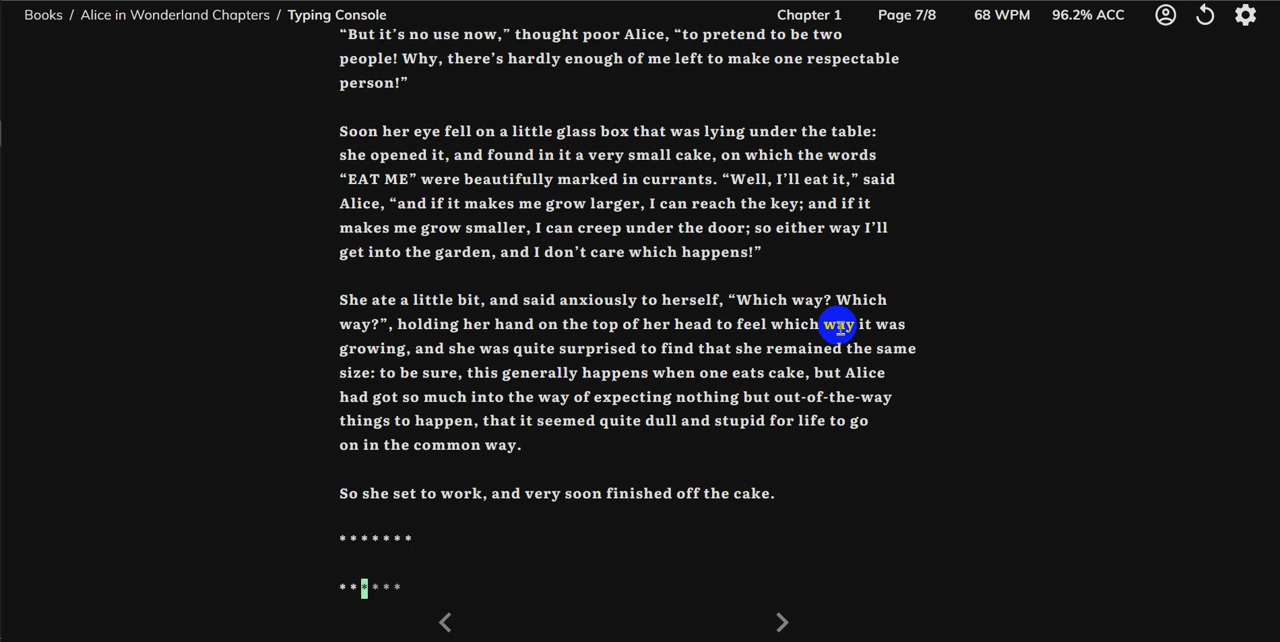 Books / Alice in Wonderland Chapters / Typing Console Chapter 1 Page 7/8 68 WPM 96.2% ACC
“But it’s no use now,” thought poor Alice, “to pretend to be two
people! Why, there’s hardly enough of me left to make one respectable
person!”
Soon her eye fell on a little glass box that was lying under the table:
she opened it, and found in it a very small cake, on which the words
“EAT ME” were beautifully marked in currants. “Well, I’ll eat it,” said
Alice, “and if it makes me grow larger, I can reach the key; and if it
makes me grow smaller, I can creep under the door; so either way I’ll
get into the garden, and I don’t care which happens!”
She ate a little bit, and said anxiously to herself, “Which way? Which
way?”, holding her hand on the top of her head to feel which way it was
growing, and she was quite surprised to find that she remained the same
size: to be sure, this generally happens when one eats cake, but Alice
had got so much into the way of expecting nothing but out-of-the-way
things to happen, that it seemed quite dull and stupid for life to go
on in the common way.
So she set to work, and very soon finished off the cake.
* * * * * * *
* * * * * *